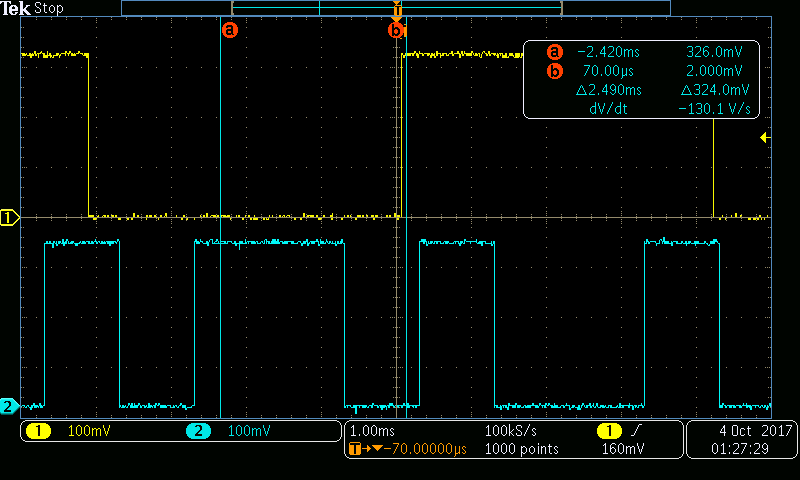 Tek Stop
T
a b
a -2.420ms 326.0mV
b 70.00µs 2.000mV
Δ2.490ms Δ324.0mV
dV/dt -130.1 V/s
1
2
1 100mV 2 100mV 1.00ms 100kS/s 1 4 Oct 2017
T→▼-70.00000µs 1000 points 160mV 01:27:29